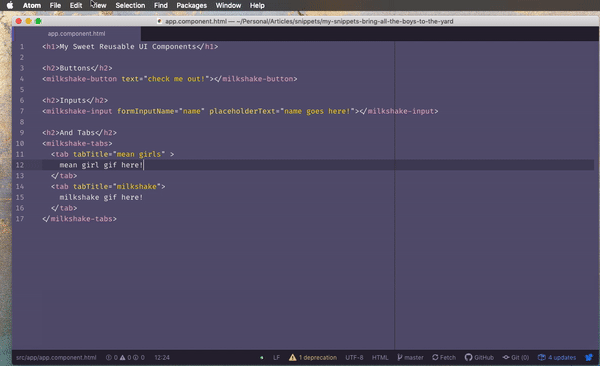 Atom File Edit View Selection Find Packages Window Help
app.component.html — ~/Personal/Articles/snippets/my-snippets-bring-all-the-boys-to-the-yard
app.component.html
1 <h1>My Sweet Reusable UI Components</h1>
2
3 <h2>Buttons</h2>
4 <milkshake-button text="check me out!"></milkshake-button>
5
6 <h2>Inputs</h2>
7 <milkshake-input formInputName="name" placeholderText="name goes here!"></milkshake-input>
8
9 <h2>And Tabs</h2>
10 <milkshake-tabs>
11 <tab tabTitle="mean girls" >
12 mean girl gif here!
13 </tab>
14 <tab tabTitle="milkshake">
15 milkshake gif here!
16 </tab>
17 </milkshake-tabs>
src/app/app.component.html 0 0 0 12:24 LF 1 deprecation UTF-8 HTML master Fetch GitHub Git (0) 4 updates